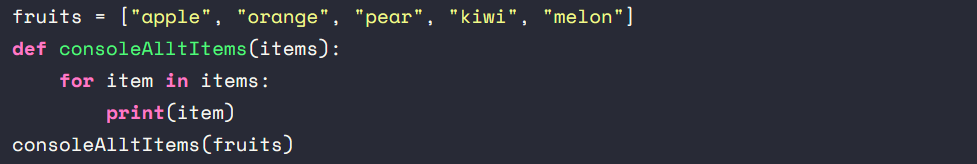 fruits = ["apple", "orange", "pear", "kiwi", "melon"]
def consoleAlltItems(items):
    for item in items:
        print(item)
consoleAlltItems(fruits)